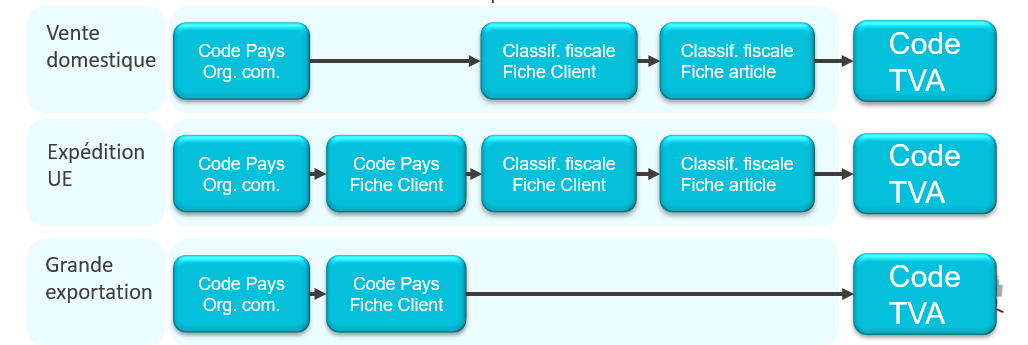 Vente
domestique
Code Pays
Org. com.
Classif. fiscale
Fiche Client
Classif. fiscale
Fiche article
Code
TVA
Expédition
UE
Code Pays
Org. com.
Code Pays
Fiche Client
Classif. fiscale
Fiche Client
Classif. fiscale
Fiche article
Code
TVA
Grande
exportation
Code Pays
Org. com.
Code Pays
Fiche Client
Code
TVA